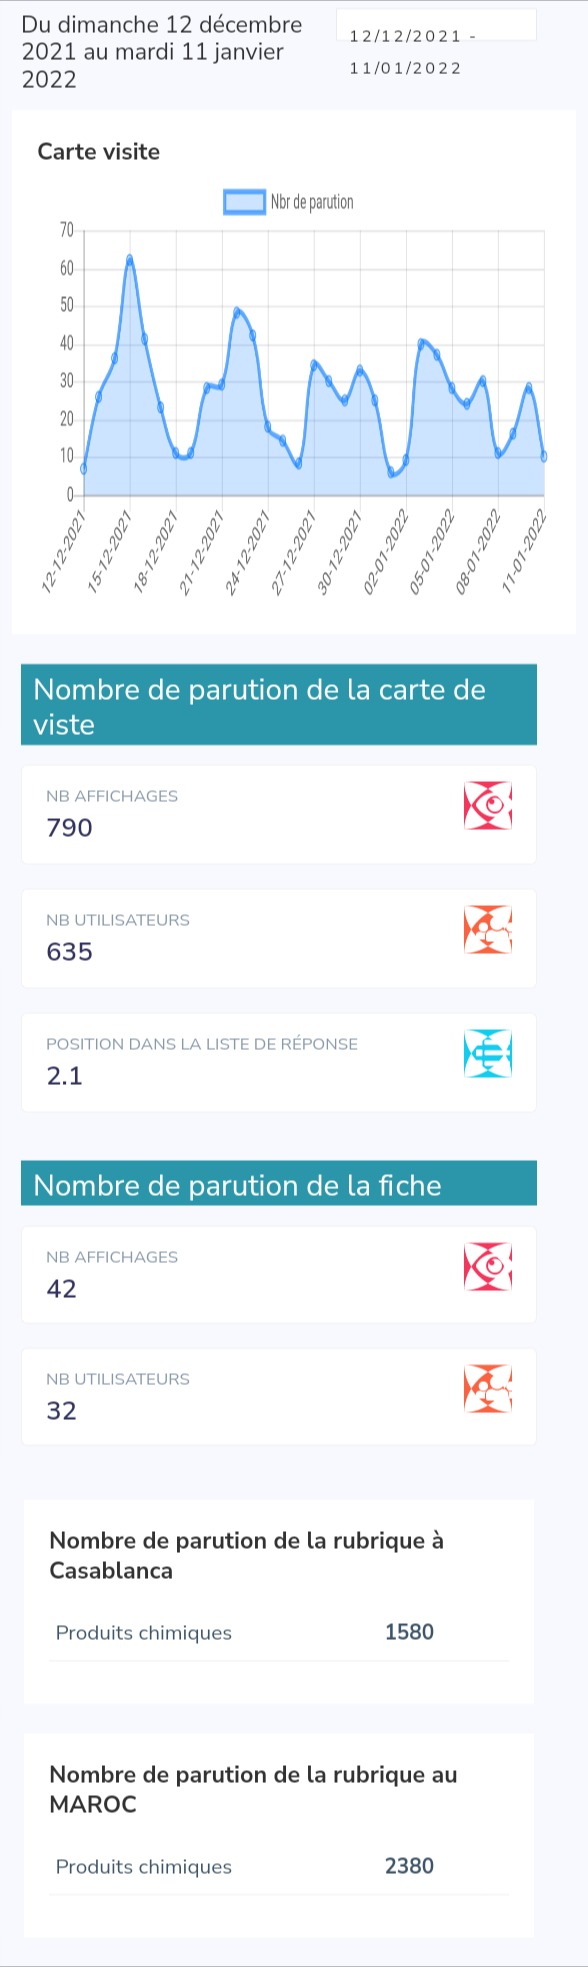 Du dimanche 12 décembre
2021 au mardi 11 janvier
2022
12/12/2021 -
11/01/2022
Carte visite
Nbr de parution
70
60
50
40
30
20
10
0
12-12-2021
15-12-2021
18-12-2021
21-12-2021
24-12-2021
27-12-2021
30-12-2021
02-01-2022
05-01-2022
08-01-2022
11-01-2022
Nombre de parution de la carte de
viste
NB AFFICHAGES
790
NB UTILISATEURS
635
POSITION DANS LA LISTE DE RÉPONSE
2.1
Nombre de parution de la fiche
NB AFFICHAGES
42
NB UTILISATEURS
32
Nombre de parution de la rubrique à
Casablanca
Produits chimiques 1580
Nombre de parution de la rubrique au
MAROC
Produits chimiques 2380